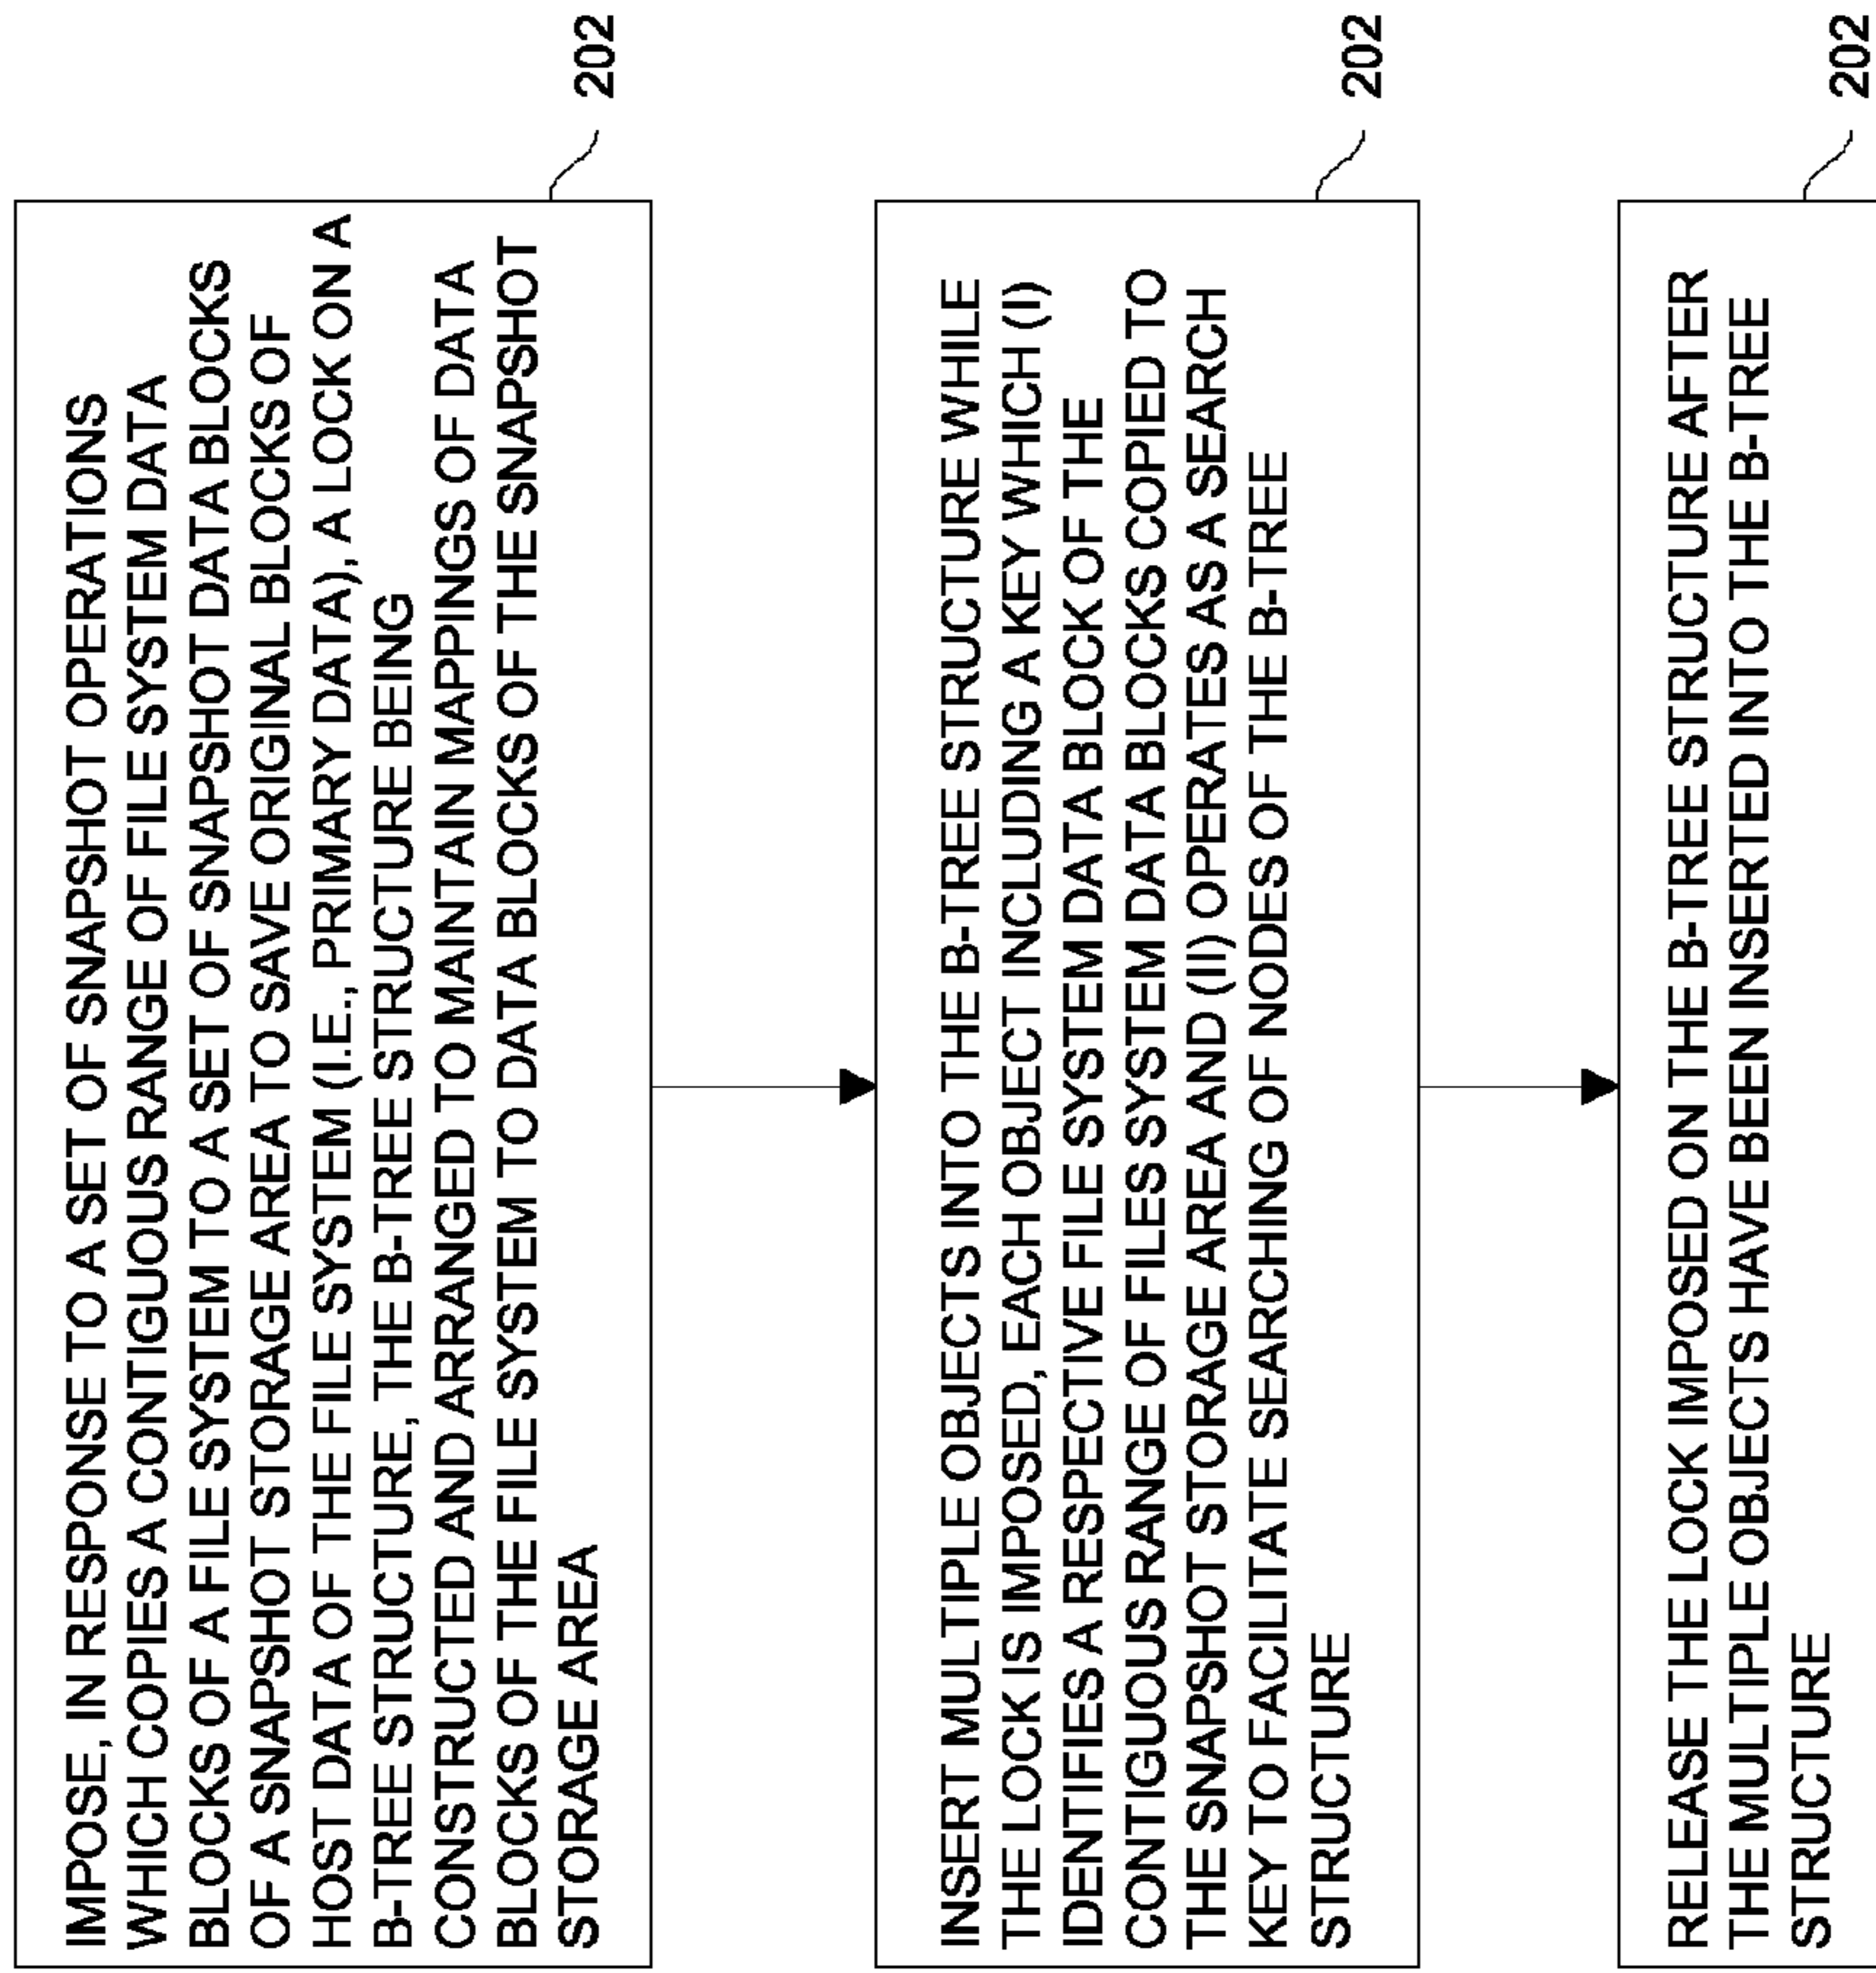 IMPOSE, IN RESPONSE TO A SET OF SNAPSHOT OPERATIONS
WHICH COPIES A CONTIGUOUS RANGE OF FILE SYSTEM DATA
BLOCKS OF A FILE SYSTEM TO A SET OF SNAPSHOT DATA BLOCKS
OF A SNAPSHOT STORAGE AREA TO SAVE ORIGINAL BLOCKS OF
HOST DATA OF THE FILE SYSTEM (I.E., PRIMARY DATA), A LOCK ON A
B-TREE STRUCTURE, THE B-TREE STRUCTURE BEING
CONSTRUCTED AND ARRANGED TO MAINTAIN MAPPINGS OF DATA
BLOCKS OF THE FILE SYSTEM TO DATA BLOCKS OF THE SNAPSHOT
STORAGE AREA
202
INSERT MULTIPLE OBJECTS INTO THE B-TREE STRUCTURE WHILE
THE LOCK IS IMPOSED, EACH OBJECT INCLUDING A KEY WHICH (I)
IDENTIFIES A RESPECTIVE FILE SYSTEM DATA BLOCK OF THE
CONTIGUOUS RANGE OF FILES SYSTEM DATA BLOCKS COPIED TO
THE SNAPSHOT STORAGE AREA AND (II) OPERATES AS A SEARCH
KEY TO FACILITATE SEARCHING OF NODES OF THE B-TREE
STRUCTURE
202
RELEASE THE LOCK IMPOSED ON THE B-TREE STRUCTURE AFTER
THE MULTIPLE OBJECTS HAVE BEEN INSERTED INTO THE B-TREE
STRUCTURE
202